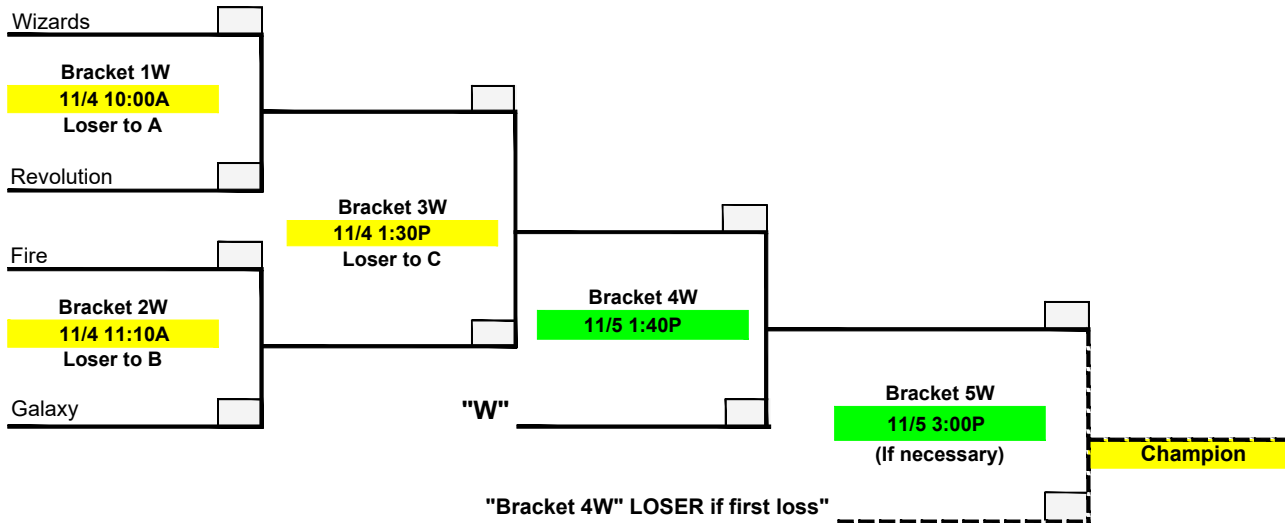 Wizards
Bracket 1W
11/4 10:00A
Loser to A
Revolution
Bracket 3W
11/4 1:30P
Loser to C
Fire
Bracket 2W
11/4 11:10A
Loser to B
Galaxy
Bracket 4W
11/5 1:40P
"W"
Bracket 5W
11/5 3:00P
(If necessary)
Champion
"Bracket 4W" LOSER if first loss"